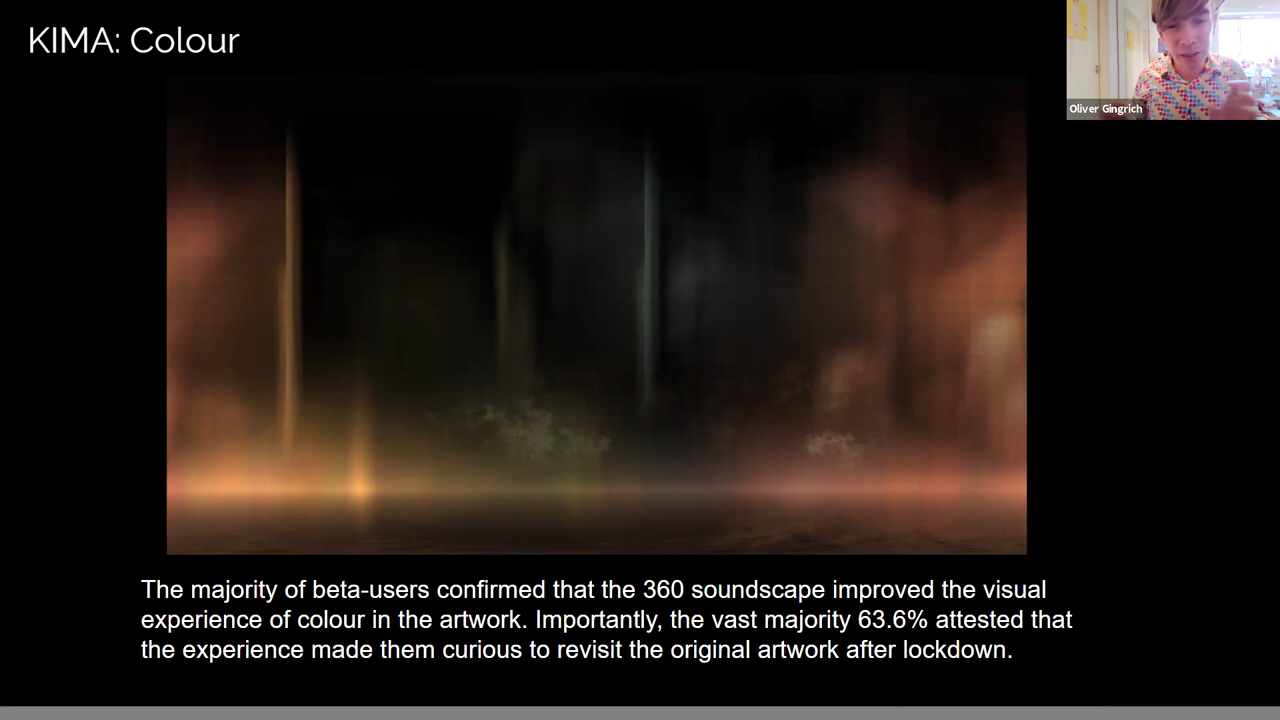 KIMA: Colour
Oliver Gingrich
The majority of beta-users confirmed that the 360 soundscape improved the visual
experience of colour in the artwork. Importantly, the vast majority 63.6% attested that
the experience made them curious to revisit the original artwork after lockdown.